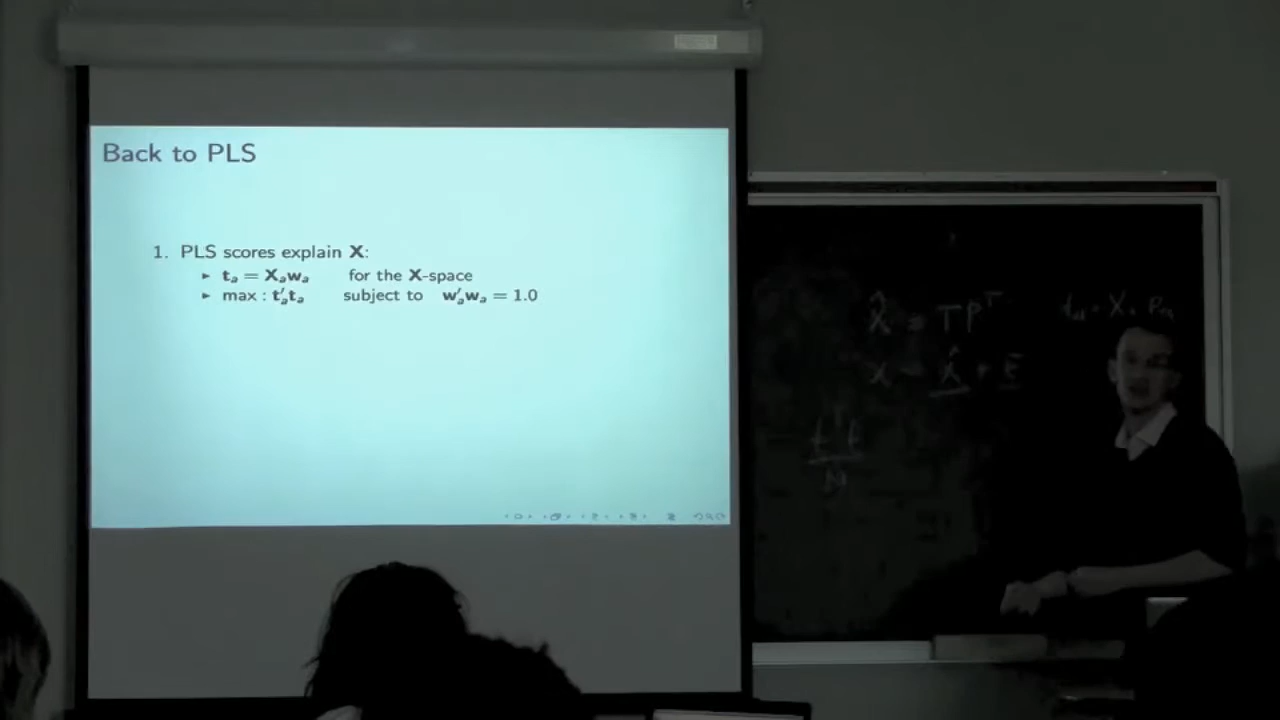 Back to PLS
1. PLS scores explain X:
► tₐ = Xₐwₐ for the X-space
► max : t′ₐtₐ subject to w′ₐwₐ = 1.0
X̂ = TPᵀ
x = X̂ + E
t't